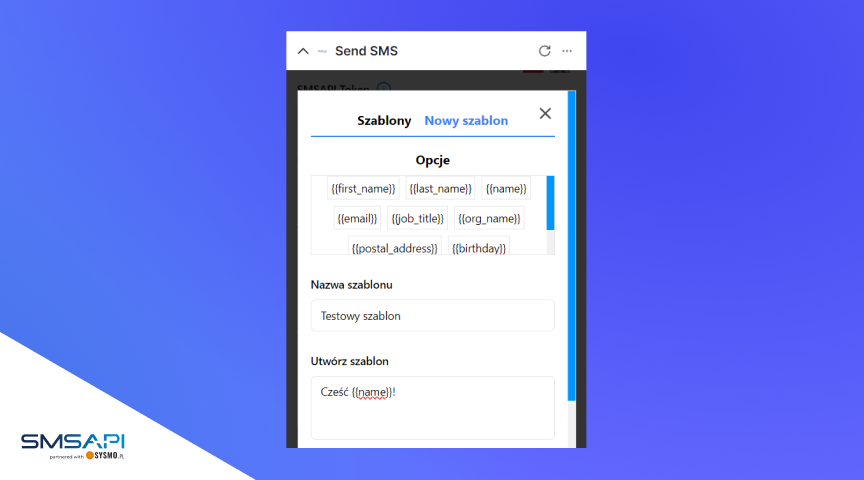 Send SMS
SMSAPI Token
Szablony Nowy szablon
Opcje
{{first_name}} {{last_name}} {{name}}
{{email}} {{job_title}} {{org_name}}
{{postal_address}} {{birthday}}
Nazwa szablonu
Testowy szablon
Utwórz szablon
Cześć {{name}}!
SMSAPI
partnered with SYSMO.PL